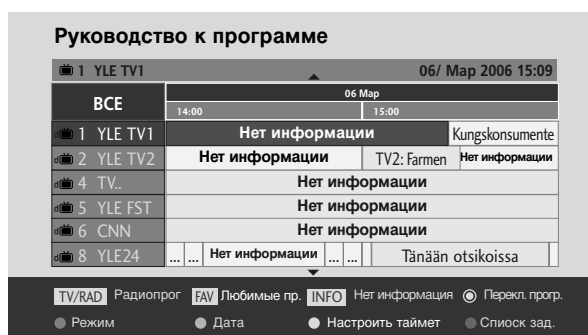 Руководство к программе
1 YLE TV1 06/ Мар 2006 15:09
ВСЕ 06 Мар
14:00 15:00
1 YLE TV1 Нет информации Kungskonsumente
2 YLE TV2 Нет информации TV2: Farmen Нет информации
4 TV.. Нет информации
5 YLE FST Нет информации
6 CNN Нет информации
8 YLE24 ... ... Нет информации ... ... Tänään otsikoissa
TV/RAD Радиопрог FAV Любимые пр. INFO Нет информация Перекл. прогр.
Режим Дата Настроить таймет Спиоск зад.